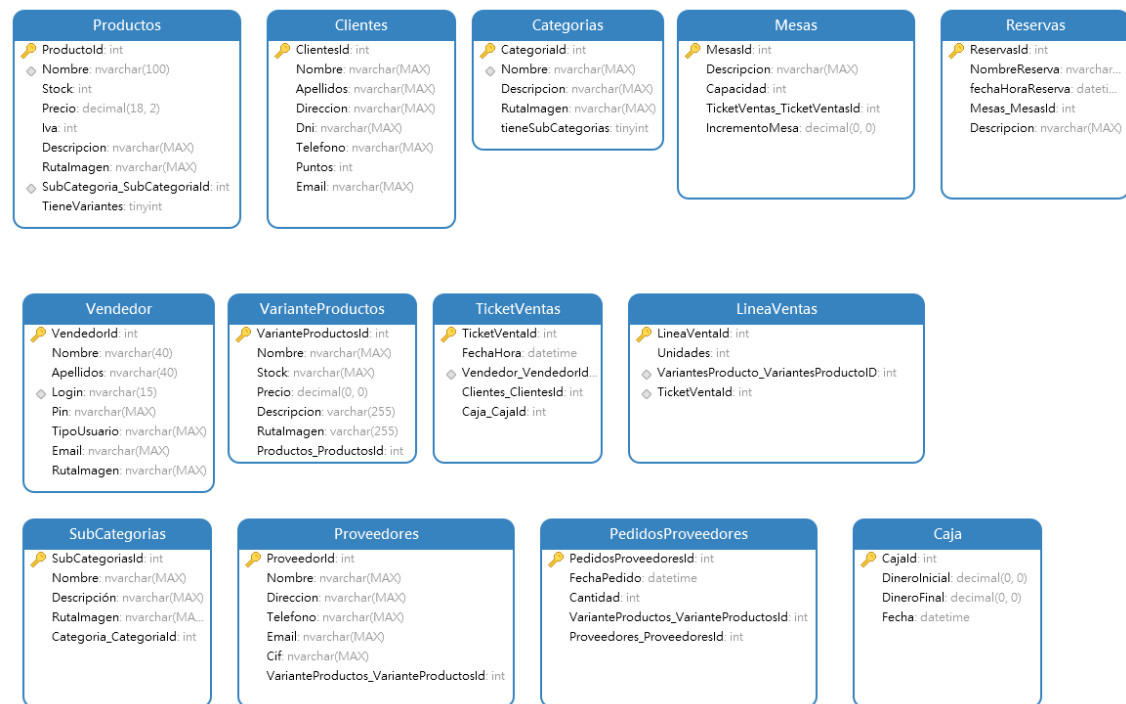 Productos
ProductoId: int
Nombre: nvarchar(100)
Stock: int
Precio: decimal(18, 2)
Iva: int
Descripcion: nvarchar(MAX)
RutaImagen: nvarchar(MAX)
SubCategoria_SubCategoriaId: int
TieneVariantes: tinyint
Clientes
ClientesId: int
Nombre: nvarchar(MAX)
Apellidos: nvarchar(MAX)
Direccion: nvarchar(MAX)
Dni: nvarchar(MAX)
Telefono: nvarchar(MAX)
Puntos: int
Email: nvarchar(MAX)
Categorias
CategoriaId: int
Nombre: nvarchar(MAX)
Descripcion: nvarchar(MAX)
RutaImagen: nvarchar(MAX)
tieneSubCategorias: tinyint
Mesas
MesasId: int
Descripcion: nvarchar(MAX)
Capacidad: int
TicketVentas_TicketVentasId: int
IncrementoMesa: decimal(0, 0)
Reservas
ReservasId: int
NombreReserva: nvarchar...
fechaHoraReserva: dateti...
Mesas_MesasId: int
Descripcion: nvarchar(MAX)
Vendedor
VendedorId: int
Nombre: nvarchar(40)
Apellidos: nvarchar(40)
Login: nvarchar(15)
Pin: nvarchar(MAX)
TipoUsuario: nvarchar(MAX)
Email: nvarchar(MAX)
RutaImagen: nvarchar(MAX)
VarianteProductos
VarianteProductosId: int
Nombre: nvarchar(MAX)
Stock: nvarchar(MAX)
Precio: decimal(0, 0)
Descripcion: varchar(255)
RutaImagen: varchar(255)
Productos_ProductosId: int
TicketVentas
TicketVentaId: int
FechaHora: datetime
Vendedor_VendedorId...
Clientes_ClientesId: int
Caja_CajaId: int
LineaVentas
LineaVentaId: int
Unidades: int
VariantesProducto_VariantesProductoID: int
TicketVentaId: int
SubCategorias
SubCategoriasId: int
Nombre: nvarchar(MAX)
Descripción: nvarchar(MAX)
RutaImagen: nvarchar(MA...
Categoria_CategoriaId: int
Proveedores
ProveedorId: int
Nombre: nvarchar(MAX)
Direccion: nvarchar(MAX)
Telefono: nvarchar(MAX)
Email: nvarchar(MAX)
Cif: nvarchar(MAX)
VarianteProductos_VarianteProductosId: int
PedidosProveedores
PedidosProveedoresId: int
FechaPedido: datetime
Cantidad: int
VarianteProductos_VarianteProductosId: int
Proveedores_ProveedoresId: int
Caja
CajaId: int
DineroInicial: decimal(0, 0)
DineroFinal: decimal(0, 0)
Fecha: datetime